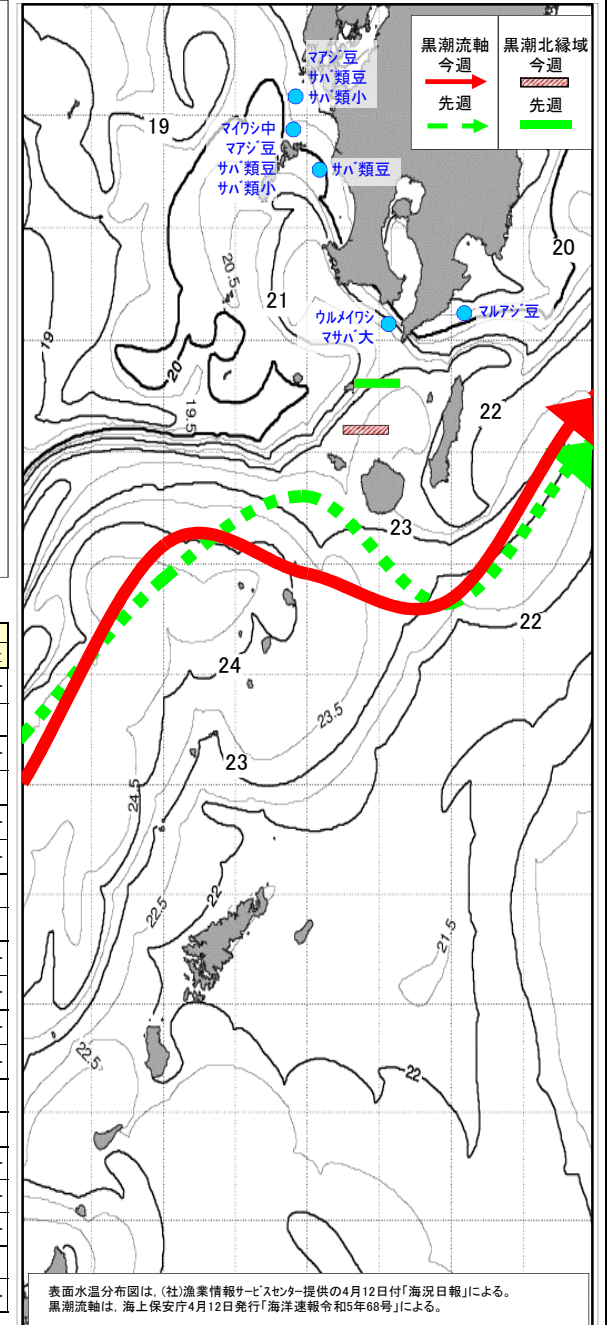 黒潮流軸
今週
先週
黒潮北縁域
今週
先週
マアジ豆
サバ類豆
サバ類小
19
マイワシ中
マアジ豆
サバ類豆
サバ類小
サバ類豆
20
20.5
21
ウルメイワシ
マサバ大
マルアジ豆
19
20
19.5
22
23
22
24
23.5
23
24.5
22
22.5
21.5
22.5
22
表面水温分布図は，(社)漁業情報サービスセンター提供の4月12日付「海況日報」による。
黒潮流軸は，海上保安庁4月12日発行「海洋速報令和5年68号」による。